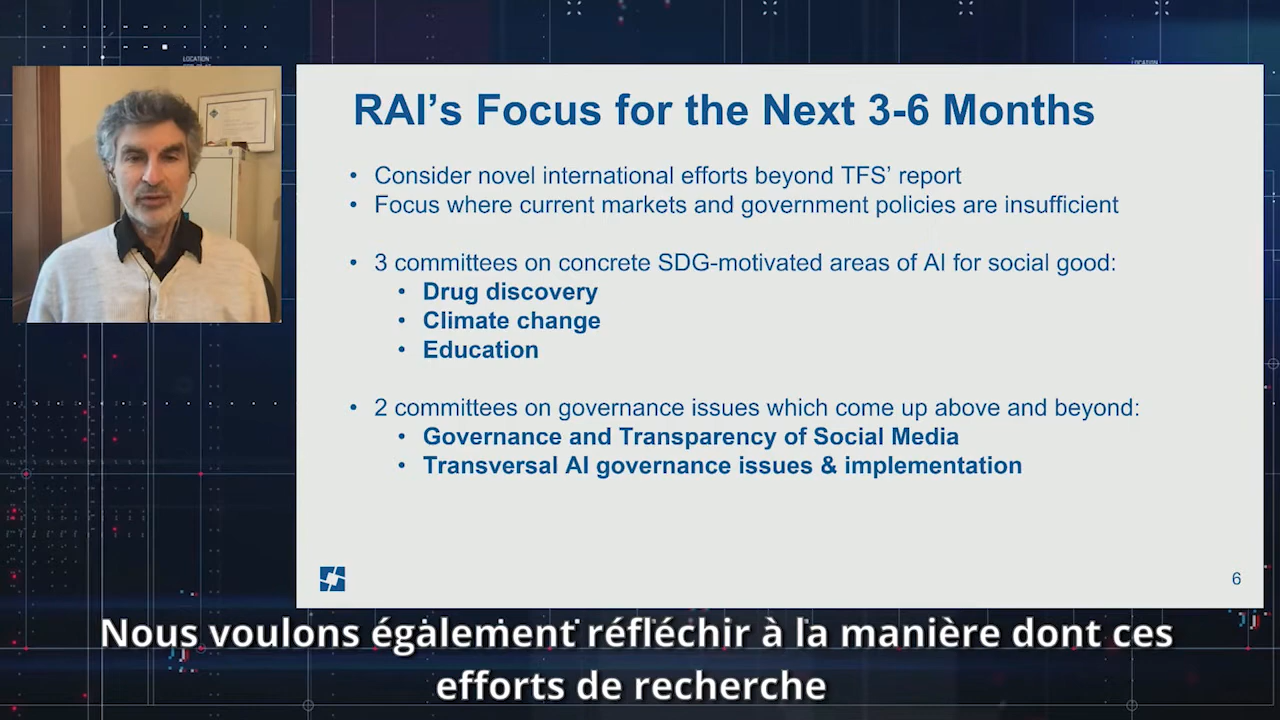 LOCATION
LOCATION
RAI's Focus for the Next 3-6 Months
• Consider novel international efforts beyond TFS' report
• Focus where current markets and government policies are insufficient
• 3 committees on concrete SDG-motivated areas of AI for social good:
• Drug discovery
• Climate change
• Education
• 2 committees on governance issues which come up above and beyond:
• Governance and Transparency of Social Media
• Transversal AI governance issues & implementation
6
Nous voulons également réfléchir à la manière dont ces
efforts de recherche